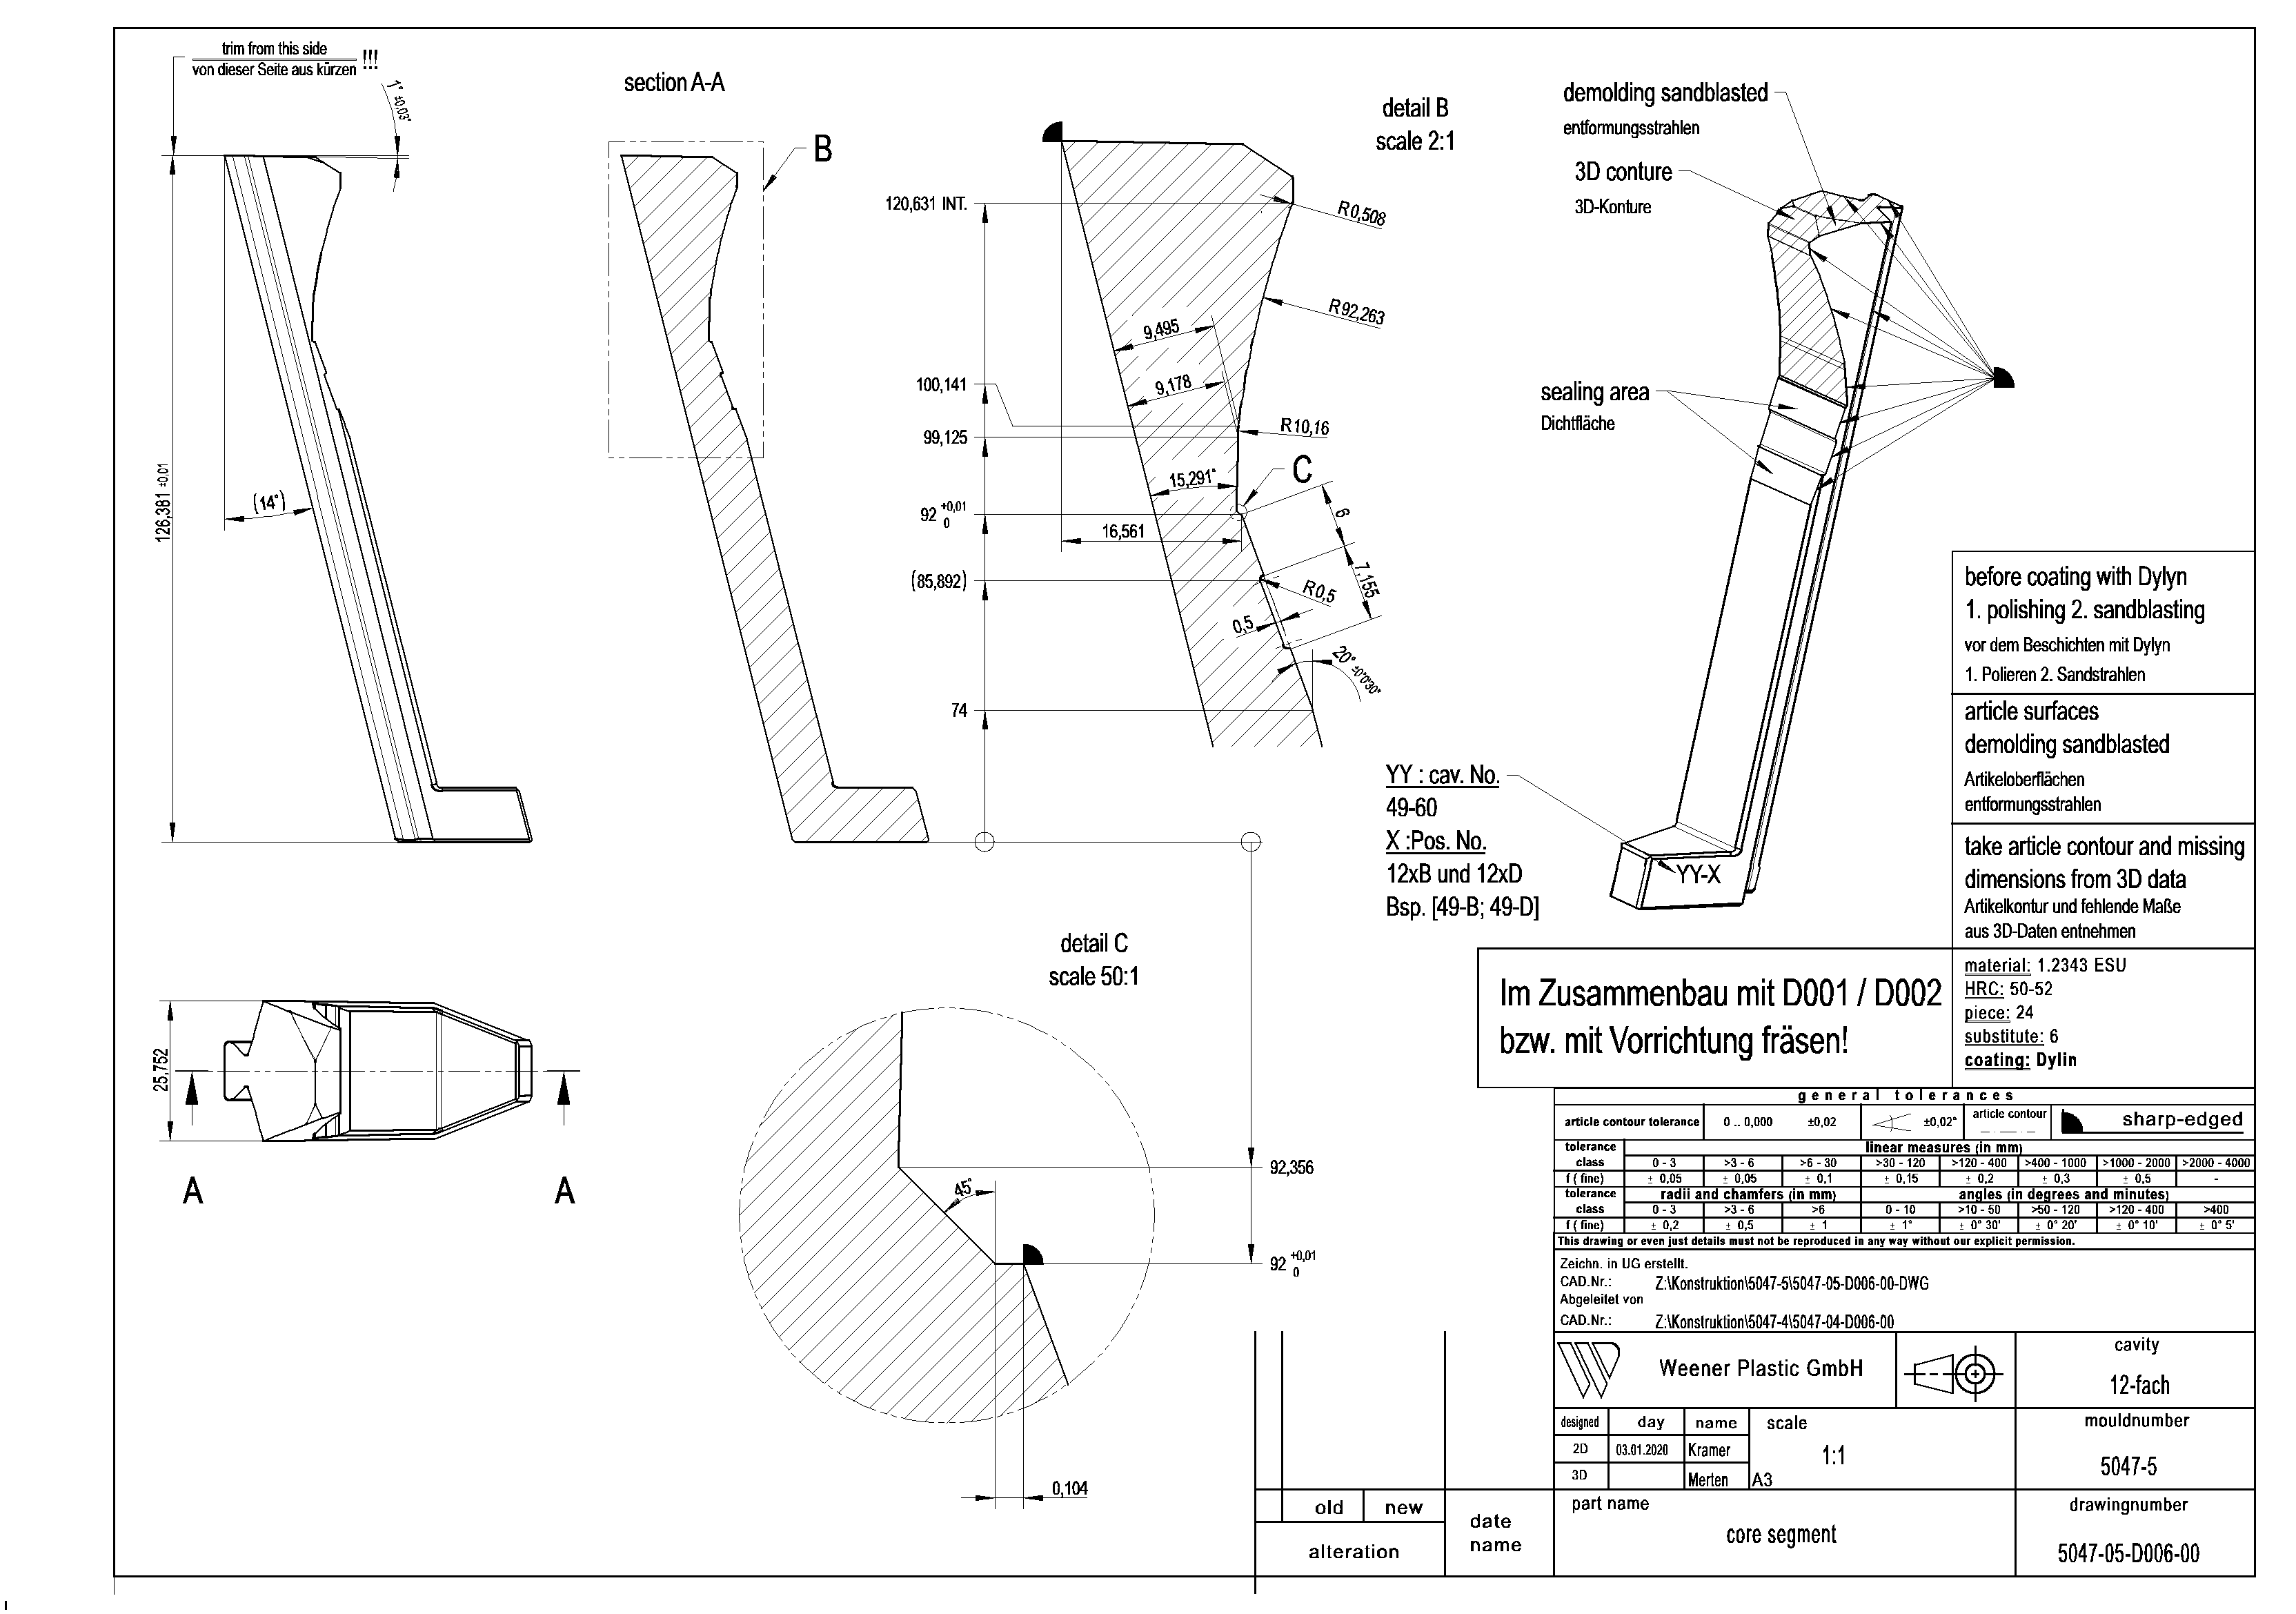 trim from this side
von dieser Seite aus kürzen !!!
1° ±0,03°
126,381 ±0,01
(14°)
section A-A
B
detail B
scale 2:1
120,631 INT.
R0,508
R92,263
9,495
9,178
100,141
99,125
R10,16
15,291°
C
92 +0,01 0
16,561
6
7,155
(85,892)
R0,5
0,5
20° ±0°0'30"
74
demolding sandblasted
entformungsstrahlen
3D conture
3D-Konture
sealing area
Dichtfläche
YY : cav. No.
49-60
X :Pos. No.
12xB und 12xD
Bsp. [49-B; 49-D]
YY-X
25,752
A
A
detail C
scale 50:1
45°
92,356
92 +0,01 0
0,104
before coating with Dylyn
1. polishing 2. sandblasting
vor dem Beschichten mit Dylyn
1. Polieren 2. Sandstrahlen
article surfaces
demolding sandblasted
Artikeloberflächen
entformungsstrahlen
take article contour and missing
dimensions from 3D data
Artikelkontur und fehlende Maße
aus 3D-Daten entnehmen
Im Zusammenbau mit D001 / D002
bzw. mit Vorrichtung fräsen!
material: 1.2343 ESU
HRC: 50-52
piece: 24
substitute: 6
coating: Dylin
general tolerances
article contour tolerance 0 .. 0,000 ±0,02 ±0,02° article contour sharp-edged
tolerance linear measures (in mm)
class 0 - 3 >3 - 6 >6 - 30 >30 - 120 >120 - 400 >400 - 1000 >1000 - 2000 >2000 - 4000
f ( fine) ± 0,05 ± 0,05 ± 0,1 ± 0,15 ± 0,2 ± 0,3 ± 0,5 -
tolerance radii and chamfers (in mm) angles (in degrees and minutes)
class 0 - 3 >3 - 6 >6 0 - 10 >10 - 50 >50 - 120 >120 - 400 >400
f ( fine) ± 0,2 ± 0,5 ± 1 ± 1° ± 0° 30' ± 0° 20' ± 0° 10' ± 0° 5'
This drawing or even just details must not be reproduced in any way without our explicit permission.
Zeichn. in UG erstellt.
CAD.Nr.: Z:\Konstruktion\5047-5\5047-05-D006-00-DWG
Abgeleitet von
CAD.Nr.: Z:\Konstruktion\5047-4\5047-04-D006-00
Weener Plastic GmbH
cavity
12-fach
designed day name scale
2D 03.01.2020 Kramer
1:1
3D Merten A3
mouldnumber
5047-5
part name
core segment
drawingnumber
5047-05-D006-00
old new
alteration
date
name